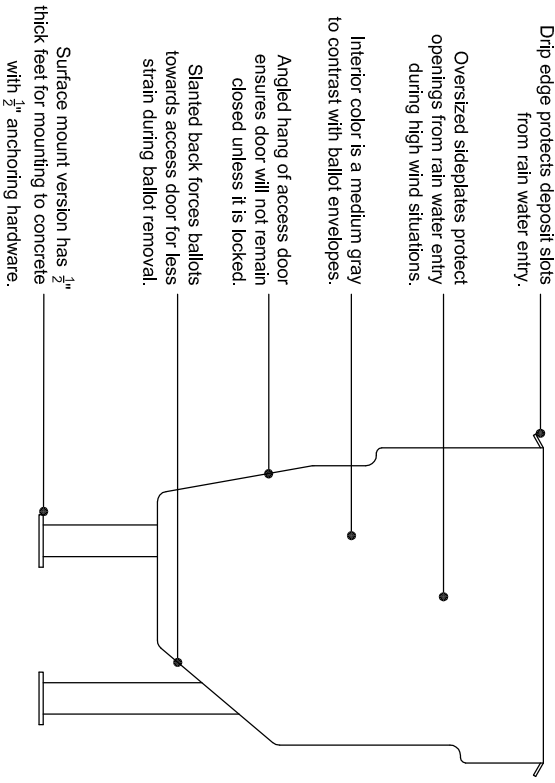 Drip edge protects deposit slots
from rain water entry.
Oversized sideplates protect
openings from rain water entry
during high wind situations.
Interior color is a medium gray
to contrast with ballot envelopes.
Angled hang of access door
ensures door will not remain
closed unless it is locked.
Slanted back forces ballots
towards access door for less
strain during ballot removal.
Surface mount version has 1/2"
thick feet for mounting to concrete
with 1/2" anchoring hardware.